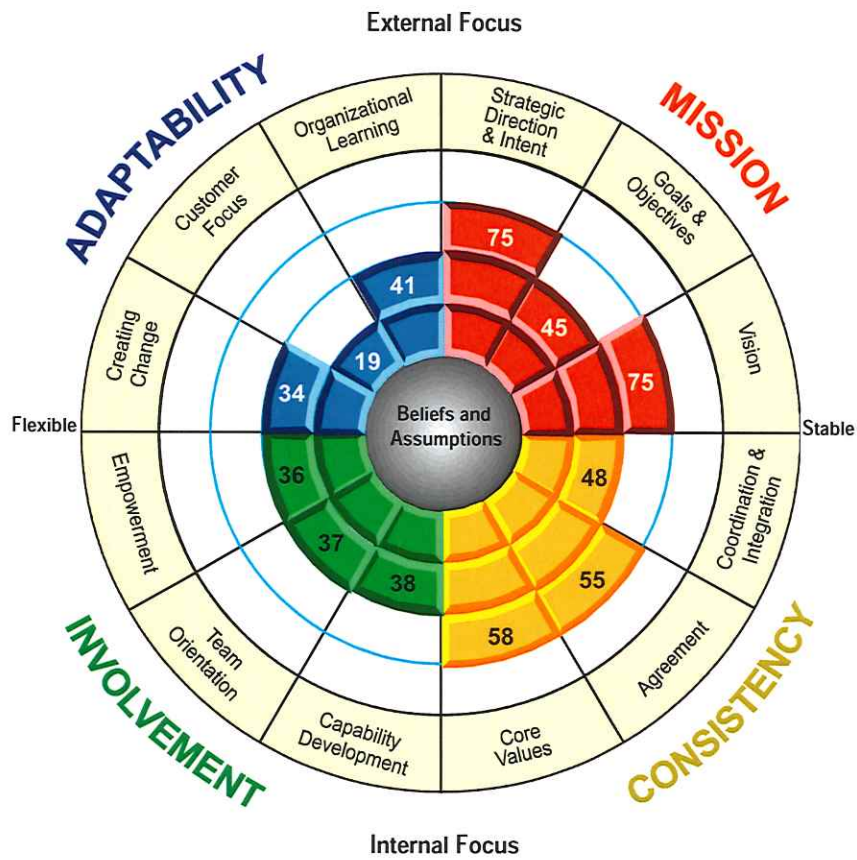 External Focus
ADAPTABILITY
MISSION
Organizational
Learning
Strategic
Direction
& Intent
Customer
Focus
Goals &
Objectives
Creating
Change
Vision
75
41
45
19
34
75
Flexible
Beliefs and
Assumptions
Stable
36
48
37
55
38
58
Empowerment
Coordination &
Integration
Team
Orientation
Agreement
Capability
Development
Core
Values
INVOLVEMENT
CONSISTENCY
Internal Focus